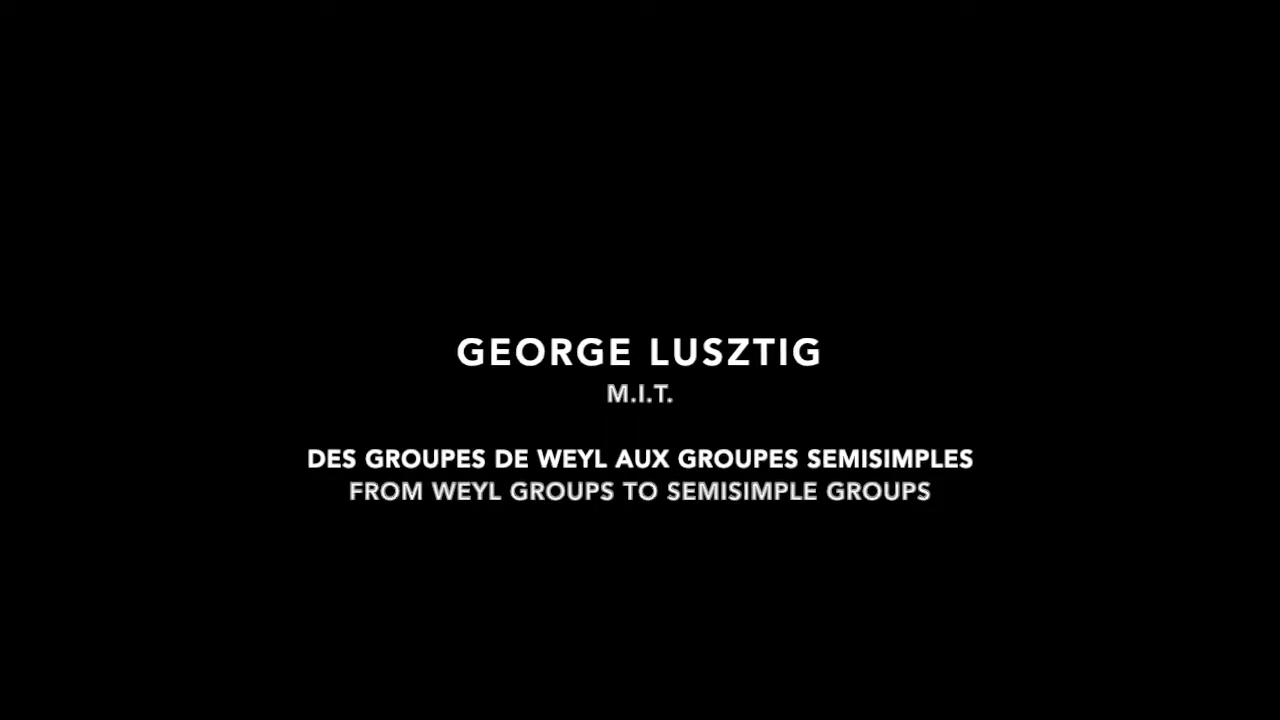 GEORGE LUSZTIG
M.I.T.
DES GROUPES DE WEYL AUX GROUPES SEMISIMPLES
FROM WEYL GROUPS TO SEMISIMPLE GROUPS